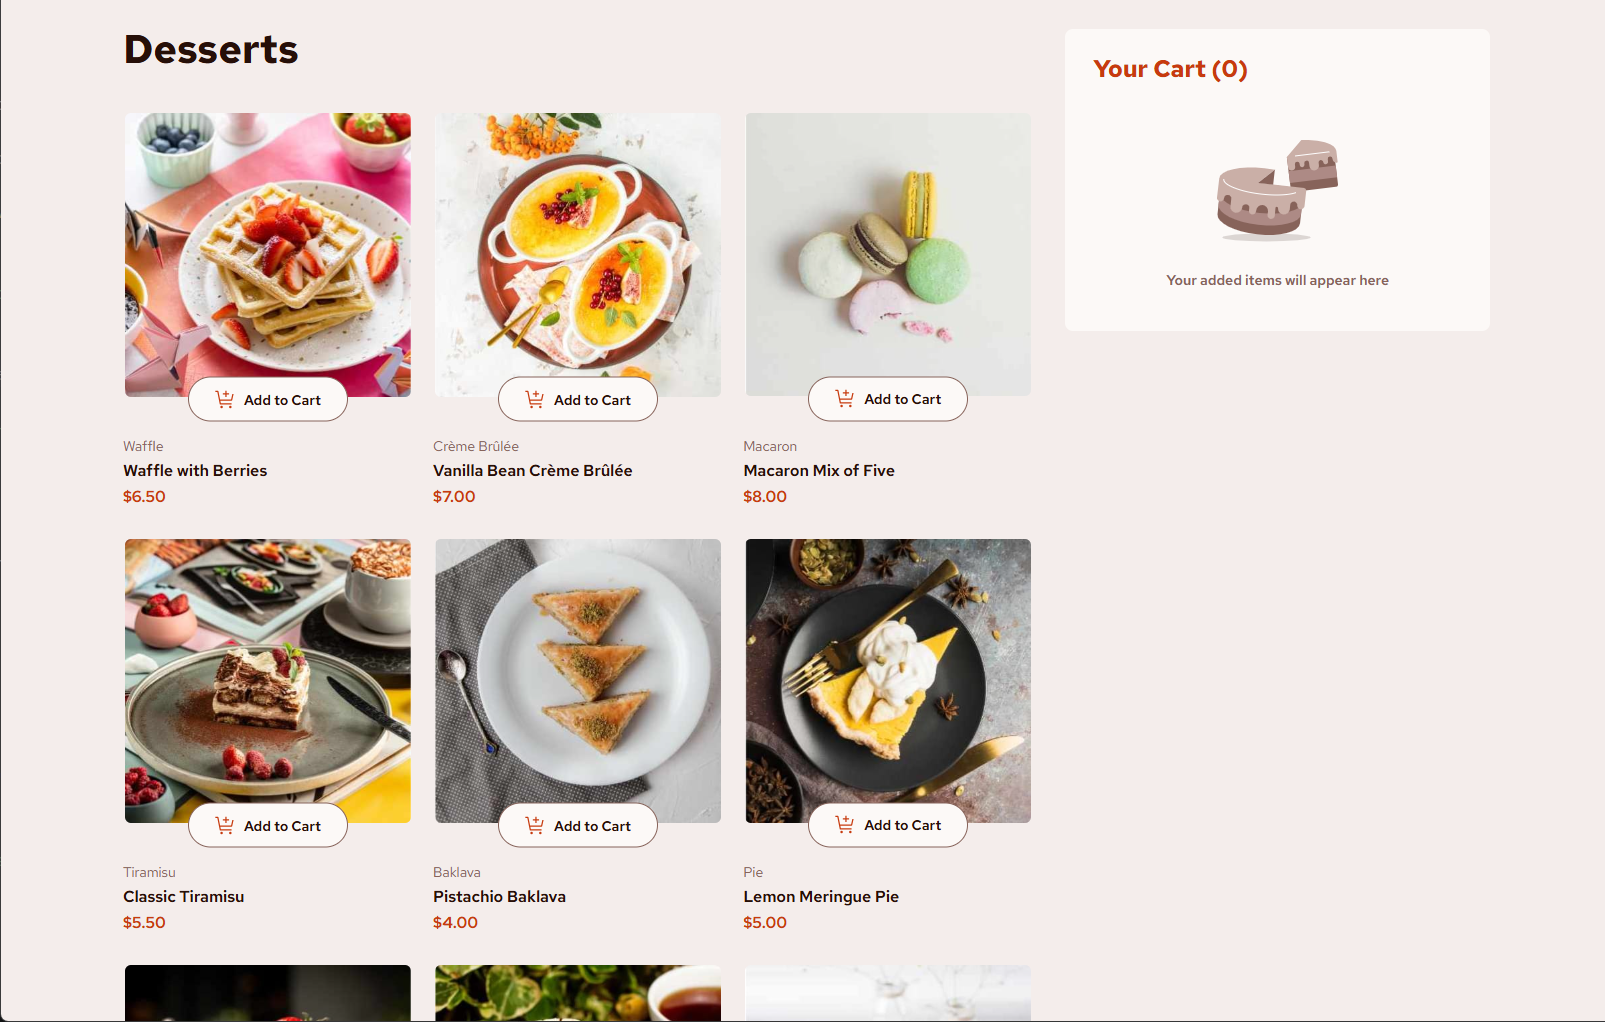 Desserts
Your Cart (0)
Your added items will appear here
Add to Cart
Waffle
Waffle with Berries
$6.50
Add to Cart
Crème Brûlée
Vanilla Bean Crème Brûlée
$7.00
Add to Cart
Macaron
Macaron Mix of Five
$8.00
Add to Cart
Tiramisu
Classic Tiramisu
$5.50
Add to Cart
Baklava
Pistachio Baklava
$4.00
Add to Cart
Pie
Lemon Meringue Pie
$5.00